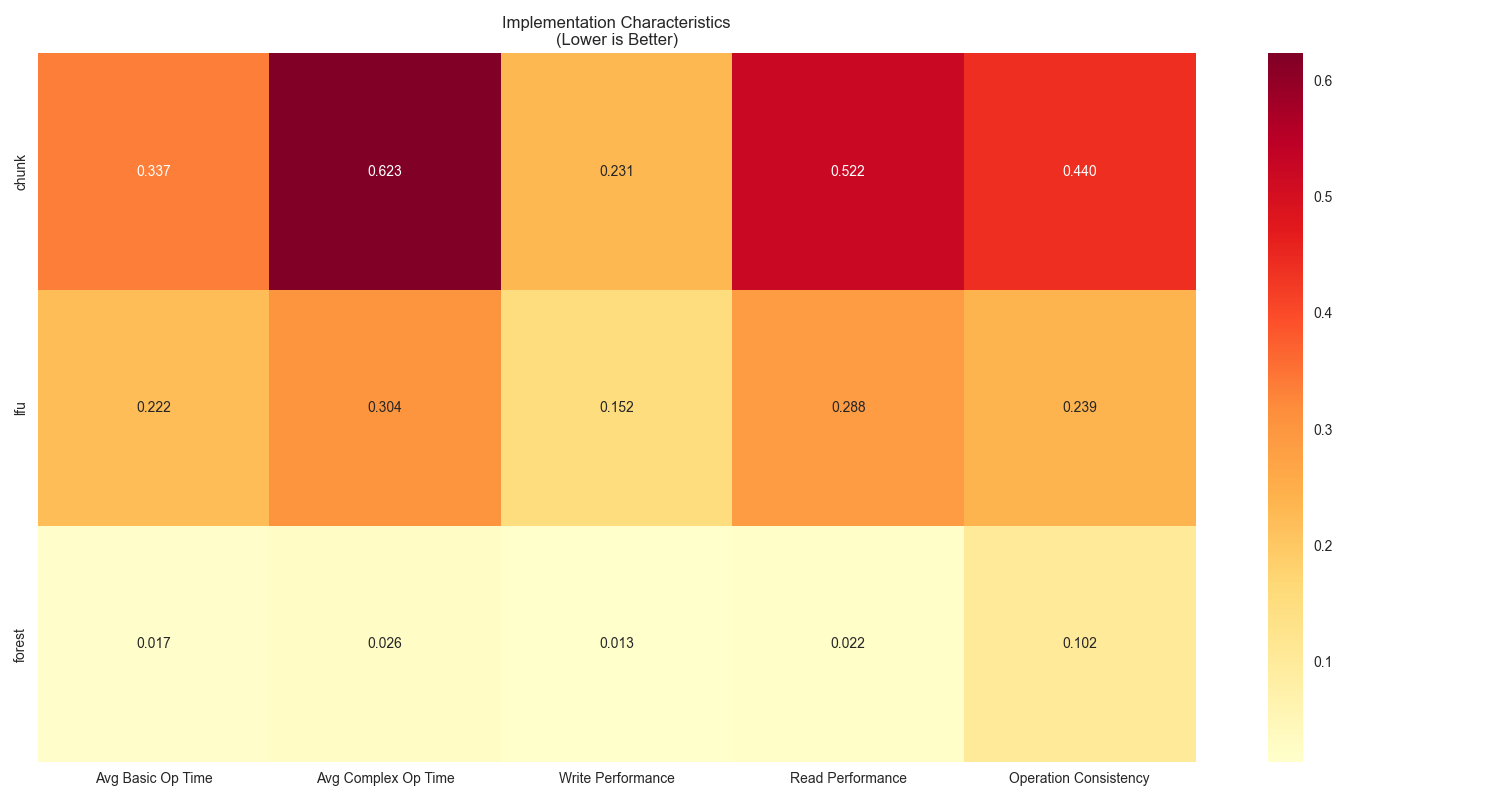 Implementation Characteristics
(Lower is Better)
chunk
0.337
0.623
0.231
0.522
0.440
lfu
0.222
0.304
0.152
0.288
0.239
forest
0.017
0.026
0.013
0.022
0.102
Avg Basic Op Time
Avg Complex Op Time
Write Performance
Read Performance
Operation Consistency
0.6
0.5
0.4
0.3
0.2
0.1